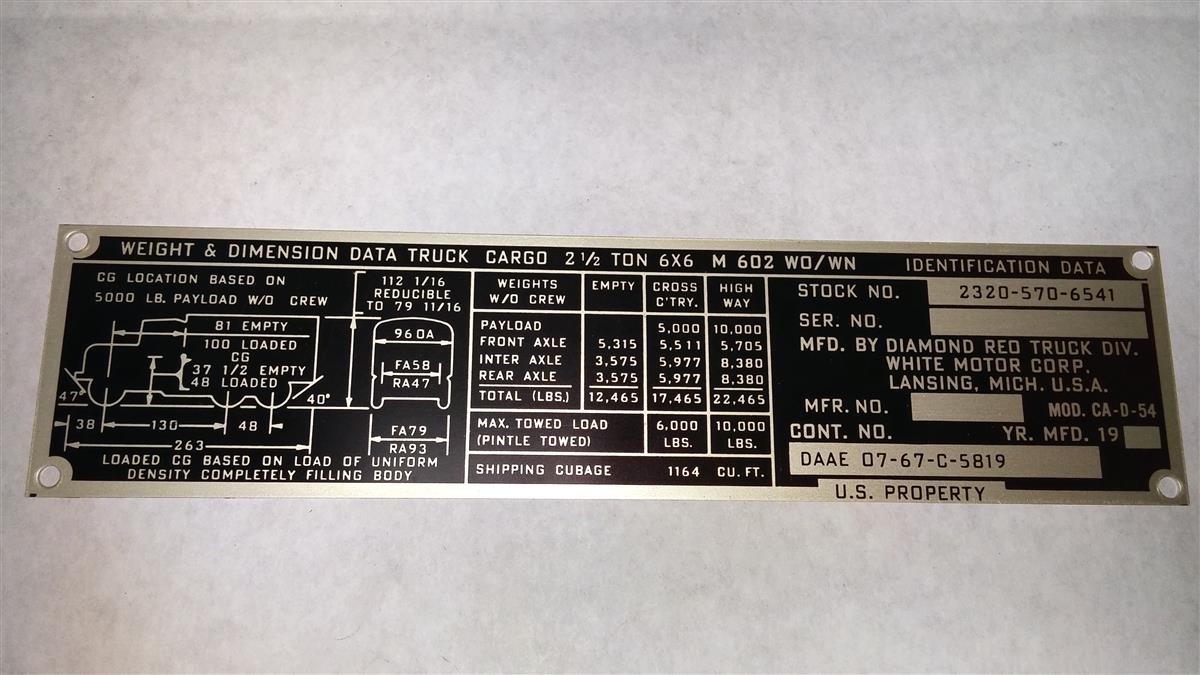 WEIGHT & DIMENSION DATA TRUCK CARGO 2 1/2 TON 6X6 M 602 WO/WN
IDENTIFICATION DATA
CG LOCATION BASED ON
5000 LB. PAYLOAD W/O CREW
112 1/16
REDUCIBLE
TO 79 11/16
81 EMPTY
100 LOADED
CG
37 1/2 EMPTY
48 LOADED
47°
40°
38
130
48
263
96 OA
FA58
RA47
FA79
RA93
LOADED CG BASED ON LOAD OF UNIFORM
DENSITY COMPLETELY FILLING BODY
WEIGHTS W/O CREW EMPTY CROSS C'TRY. HIGH WAY
PAYLOAD 5,000 10,000
FRONT AXLE 5,315 5,511 5,705
INTER AXLE 3,575 5,977 8,380
REAR AXLE 3,575 5,977 8,380
TOTAL (LBS.) 12,465 17,465 22,465
MAX. TOWED LOAD 6,000 10,000
(PINTLE TOWED) LBS. LBS.
SHIPPING CUBAGE 1164 CU. FT.
STOCK NO. 2320-570-6541
SER. NO.
MFD. BY DIAMOND REO TRUCK DIV.
WHITE MOTOR CORP.
LANSING, MICH. U.S.A.
MFR. NO. MOD. CA-D-54
CONT. NO. YR. MFD. 19
DAAE 07-67-C-5819
U.S. PROPERTY